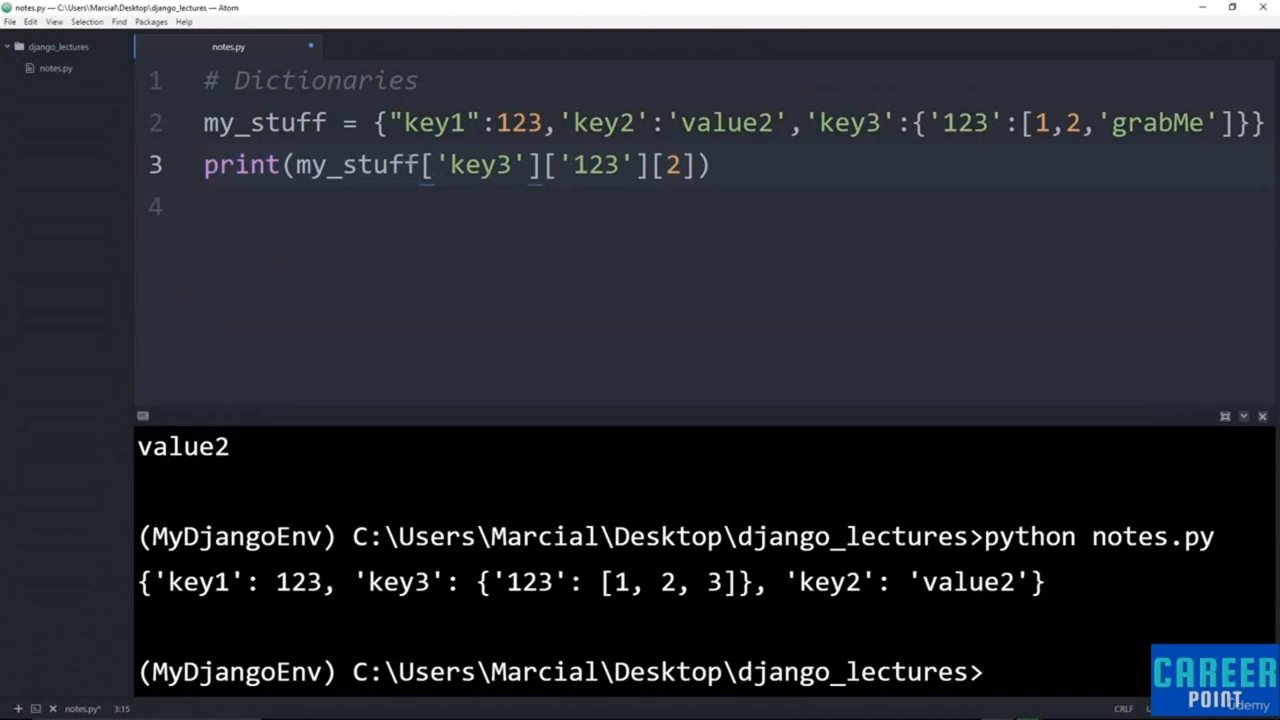 notes.py — C:\Users\Marcial\Desktop\django_lectures — Atom
File Edit View Selection Find Packages Help
django_lectures
notes.py
notes.py
1 # Dictionaries
2 my_stuff = {"key1":123,'key2':'value2','key3':{'123':[1,2,'grabMe']}}
3 print(my_stuff['key3']['123'][2])
4
value2
(MyDjangoEnv) C:\Users\Marcial\Desktop\django_lectures>python notes.py
{'key1': 123, 'key3': {'123': [1, 2, 3]}, 'key2': 'value2'}
(MyDjangoEnv) C:\Users\Marcial\Desktop\django_lectures>
notes.py* 3:15
CRLF
CAREER
POINT
Udemy